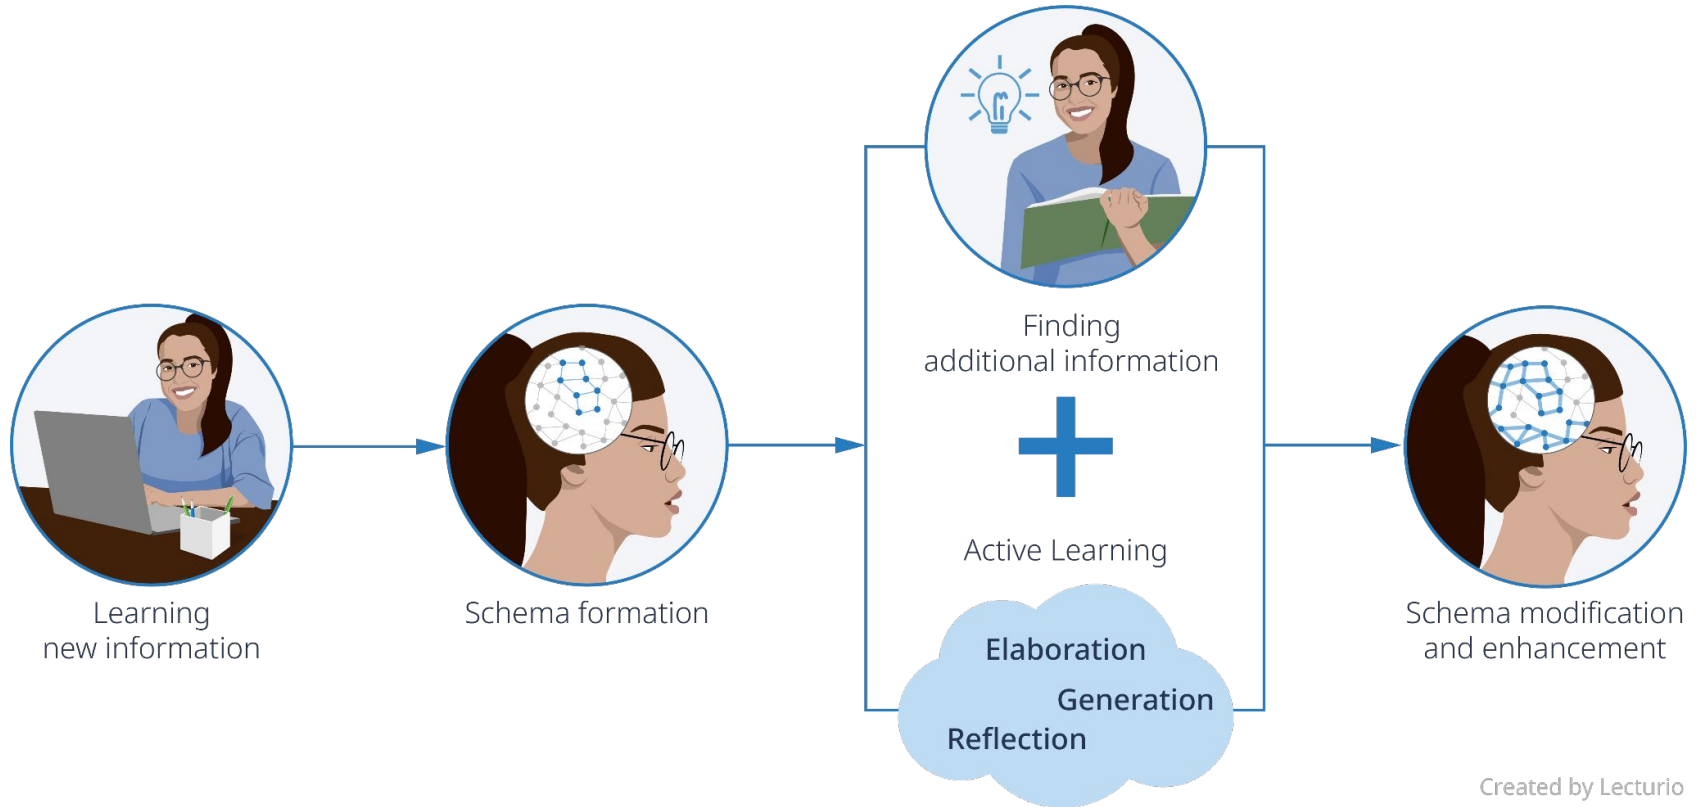 Learning
new information
Schema formation
Finding
additional information
Active Learning
Elaboration
Generation
Reflection
Schema modification
and enhancement
Created by Lecturio